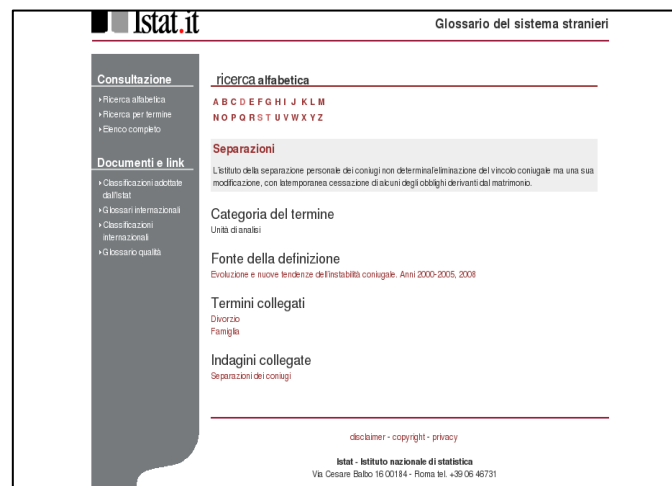 Istat.it
Glossario del sistema stranieri
Consultazione
Ricerca alfabetica
Ricerca per termine
Elenco completo
Documenti e link
Classificazioni adottate
dall'Istat
Glossari internazionali
Classificazioni
internazionali
Glossario qualità
ricerca alfabetica
A B C D E F G H I J K L M
N O P Q R S T U V W X Y Z
Separazioni
L'istituto della separazione personale dei coniugi non determinal'eliminazione del vincolo coniugale ma una sua
modificazione, con latemporanea cessazione di alcuni degli obblighi derivanti dal matrimonio.
Categoria del termine
Unità di analisi
Fonte della definizione
Evoluzione e nuove tendenze dell'instabilità coniugale. Anni 2000-2005, 2008
Termini collegati
Divorzio
Famiglia
Indagini collegate
Separazioni dei coniugi
disclaimer - copyright - privacy
Istat - Istituto nazionale di statistica
Via Cesare Balbo 16 00184 - Roma tel. +39 06 46731